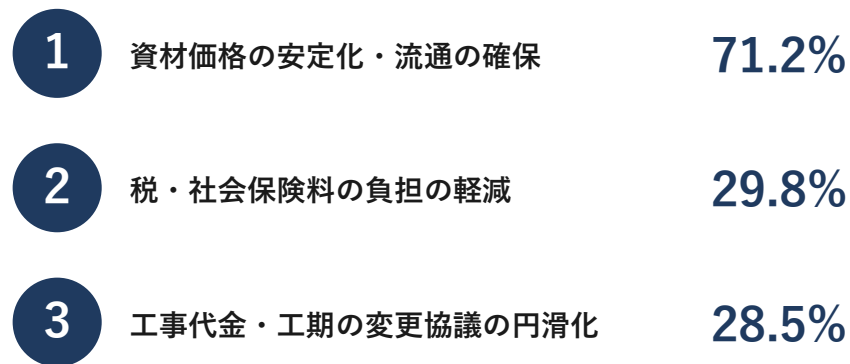 1 資材価格の安定化・流通の確保 71.2%
2 税・社会保険料の負担の軽減 29.8%
3 工事代金・工期の変更協議の円滑化 28.5%